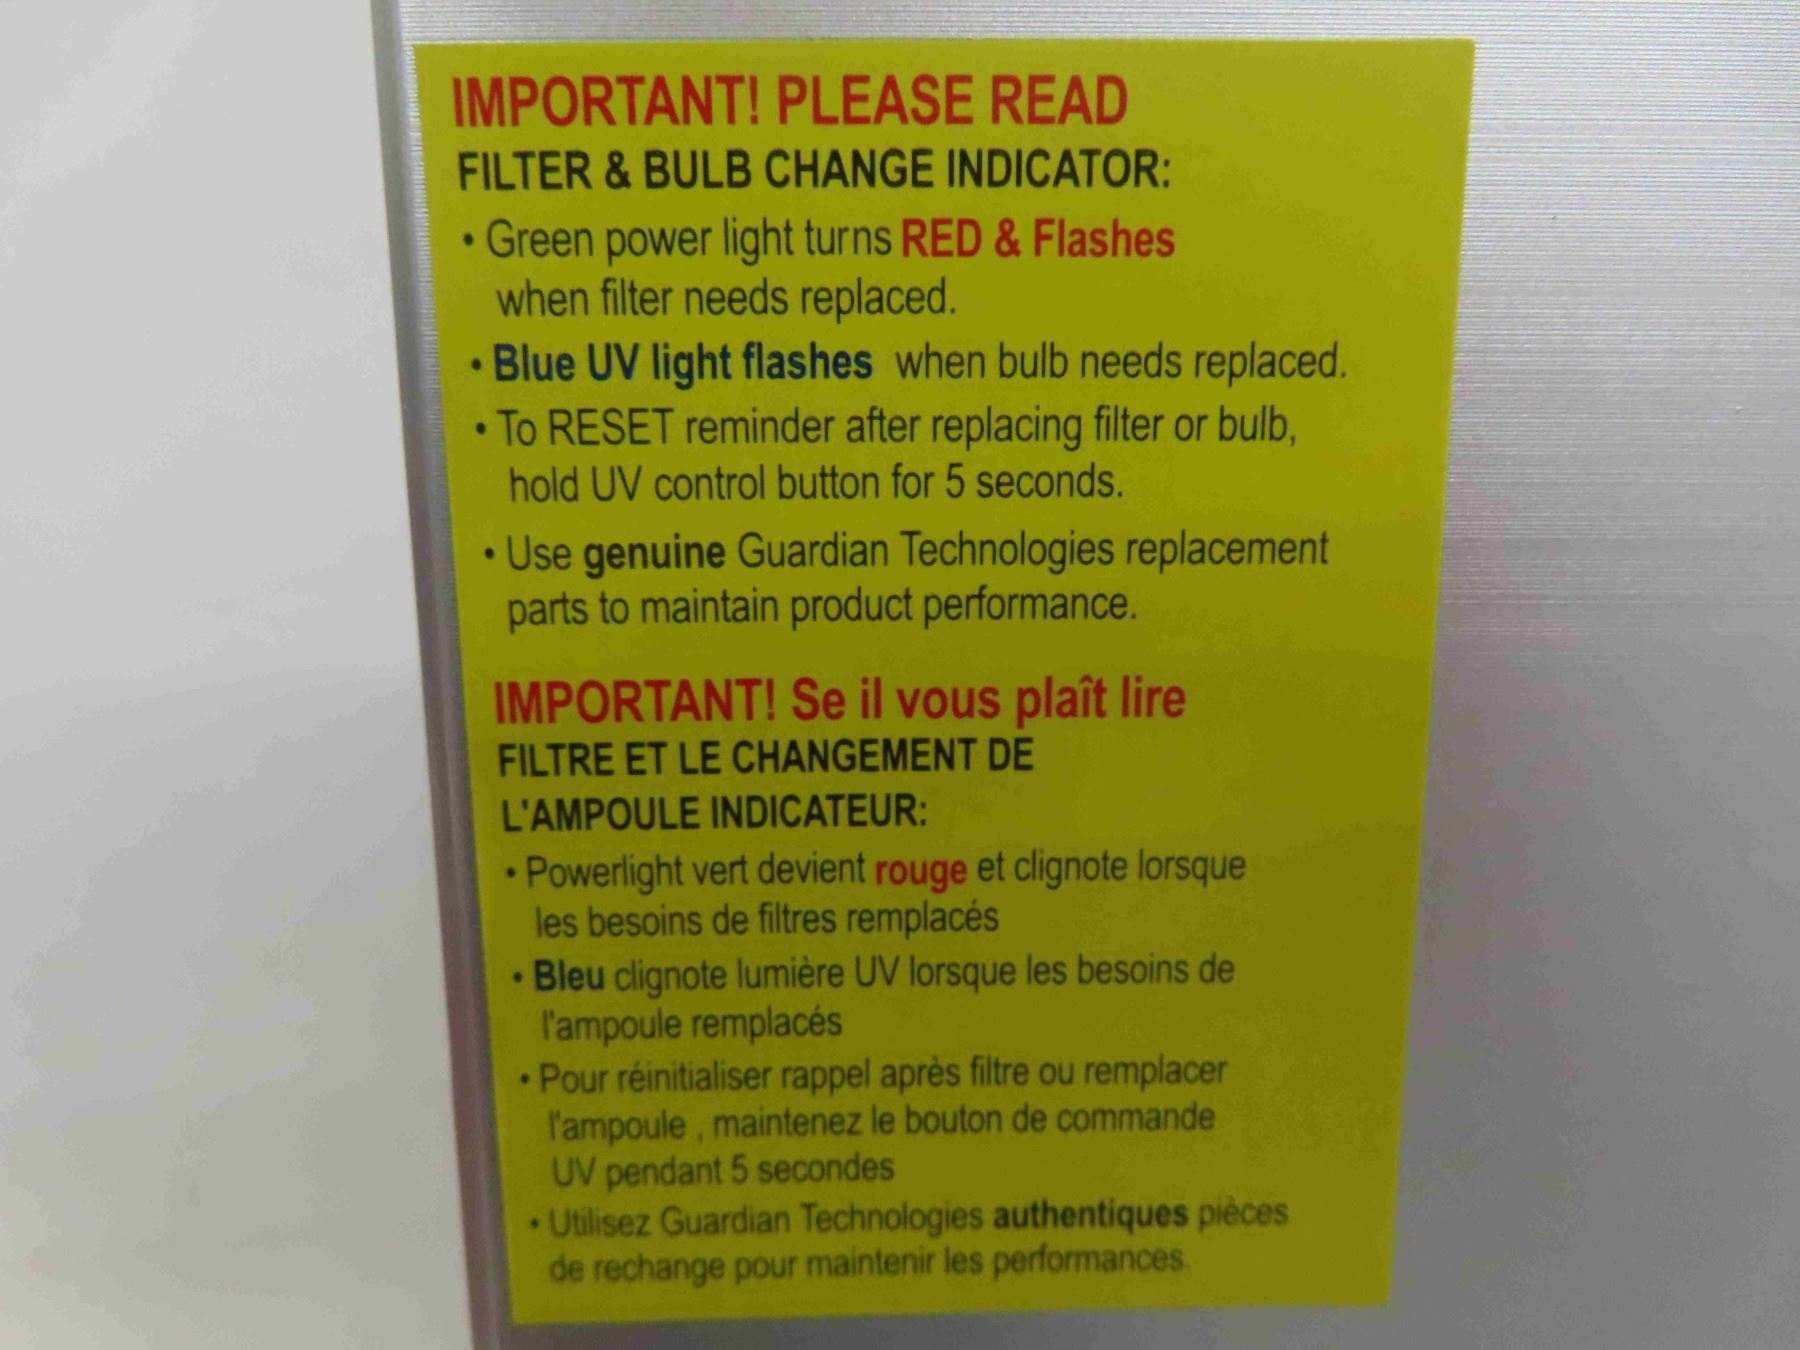 IMPORTANT! PLEASE READ
FILTER & BULB CHANGE INDICATOR:
• Green power light turns RED & Flashes
when filter needs replaced.
• Blue UV light flashes when bulb needs replaced.
• To RESET reminder after replacing filter or bulb,
hold UV control button for 5 seconds.
• Use genuine Guardian Technologies replacement
parts to maintain product performance.
IMPORTANT! Se il vous plaît lire
FILTRE ET LE CHANGEMENT DE
L'AMPOULE INDICATEUR:
• Powerlight vert devient rouge et clignote lorsque
les besoins de filtres remplacés
• Bleu clignote lumière UV lorsque les besoins de
l'ampoule remplacés
• Pour réinitialiser rappel après filtre ou remplacer
l'ampoule , maintenez le bouton de commande
UV pendant 5 secondes
• Utilisez Guardian Technologies authentiques pièces
de rechange pour maintenir les performances.